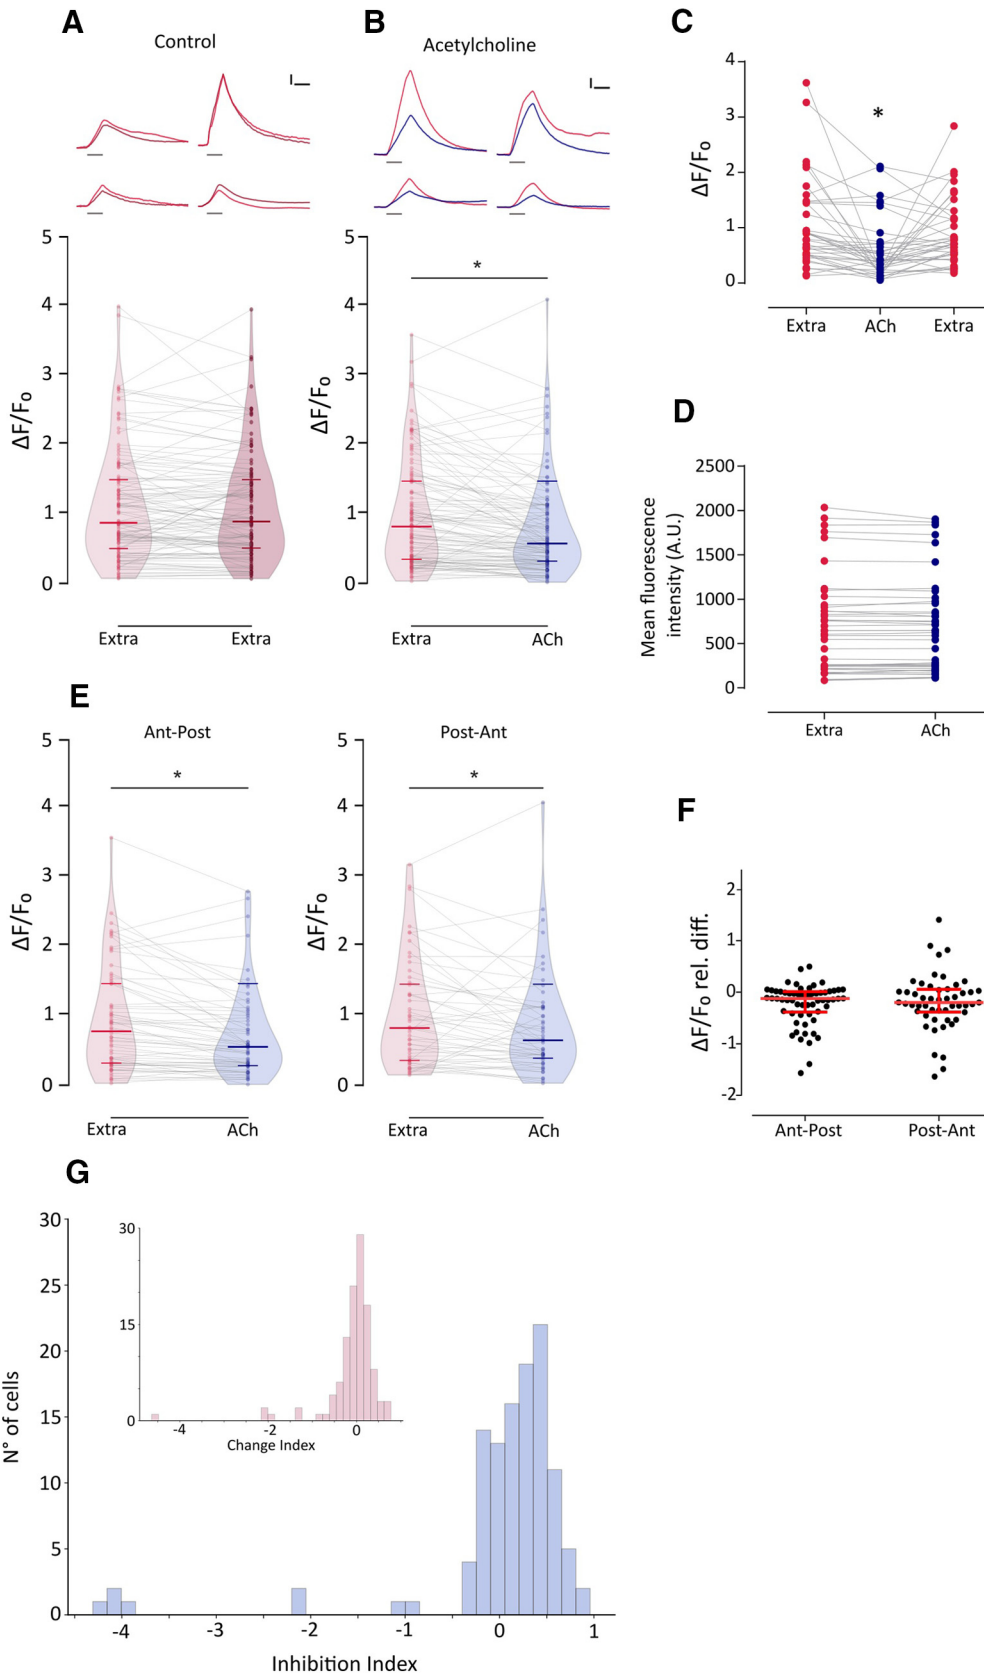 A
B
C
Control
Acetylcholine
*
5
4
3
2
1
0
ΔF/F₀
Extra
Extra
*
5
4
3
2
1
0
ΔF/F₀
Extra
ACh
4
3
2
1
0
ΔF/F₀
Extra
ACh
Extra
D
2500
2000
1500
1000
500
0
Mean fluorescence
intensity (A.U.)
Extra
ACh
E
Ant-Post
Post-Ant
*
5
4
3
2
1
0
ΔF/F₀
Extra
ACh
*
5
4
3
2
1
0
ΔF/F₀
Extra
ACh
F
2
1
0
-1
-2
ΔF/F₀ rel. diff.
Ant-Post
Post-Ant
G
30
25
20
15
10
5
0
N° of cells
30
15
0
-4
-2
0
Change Index
-4
-3
-2
-1
0
1
Inhibition Index